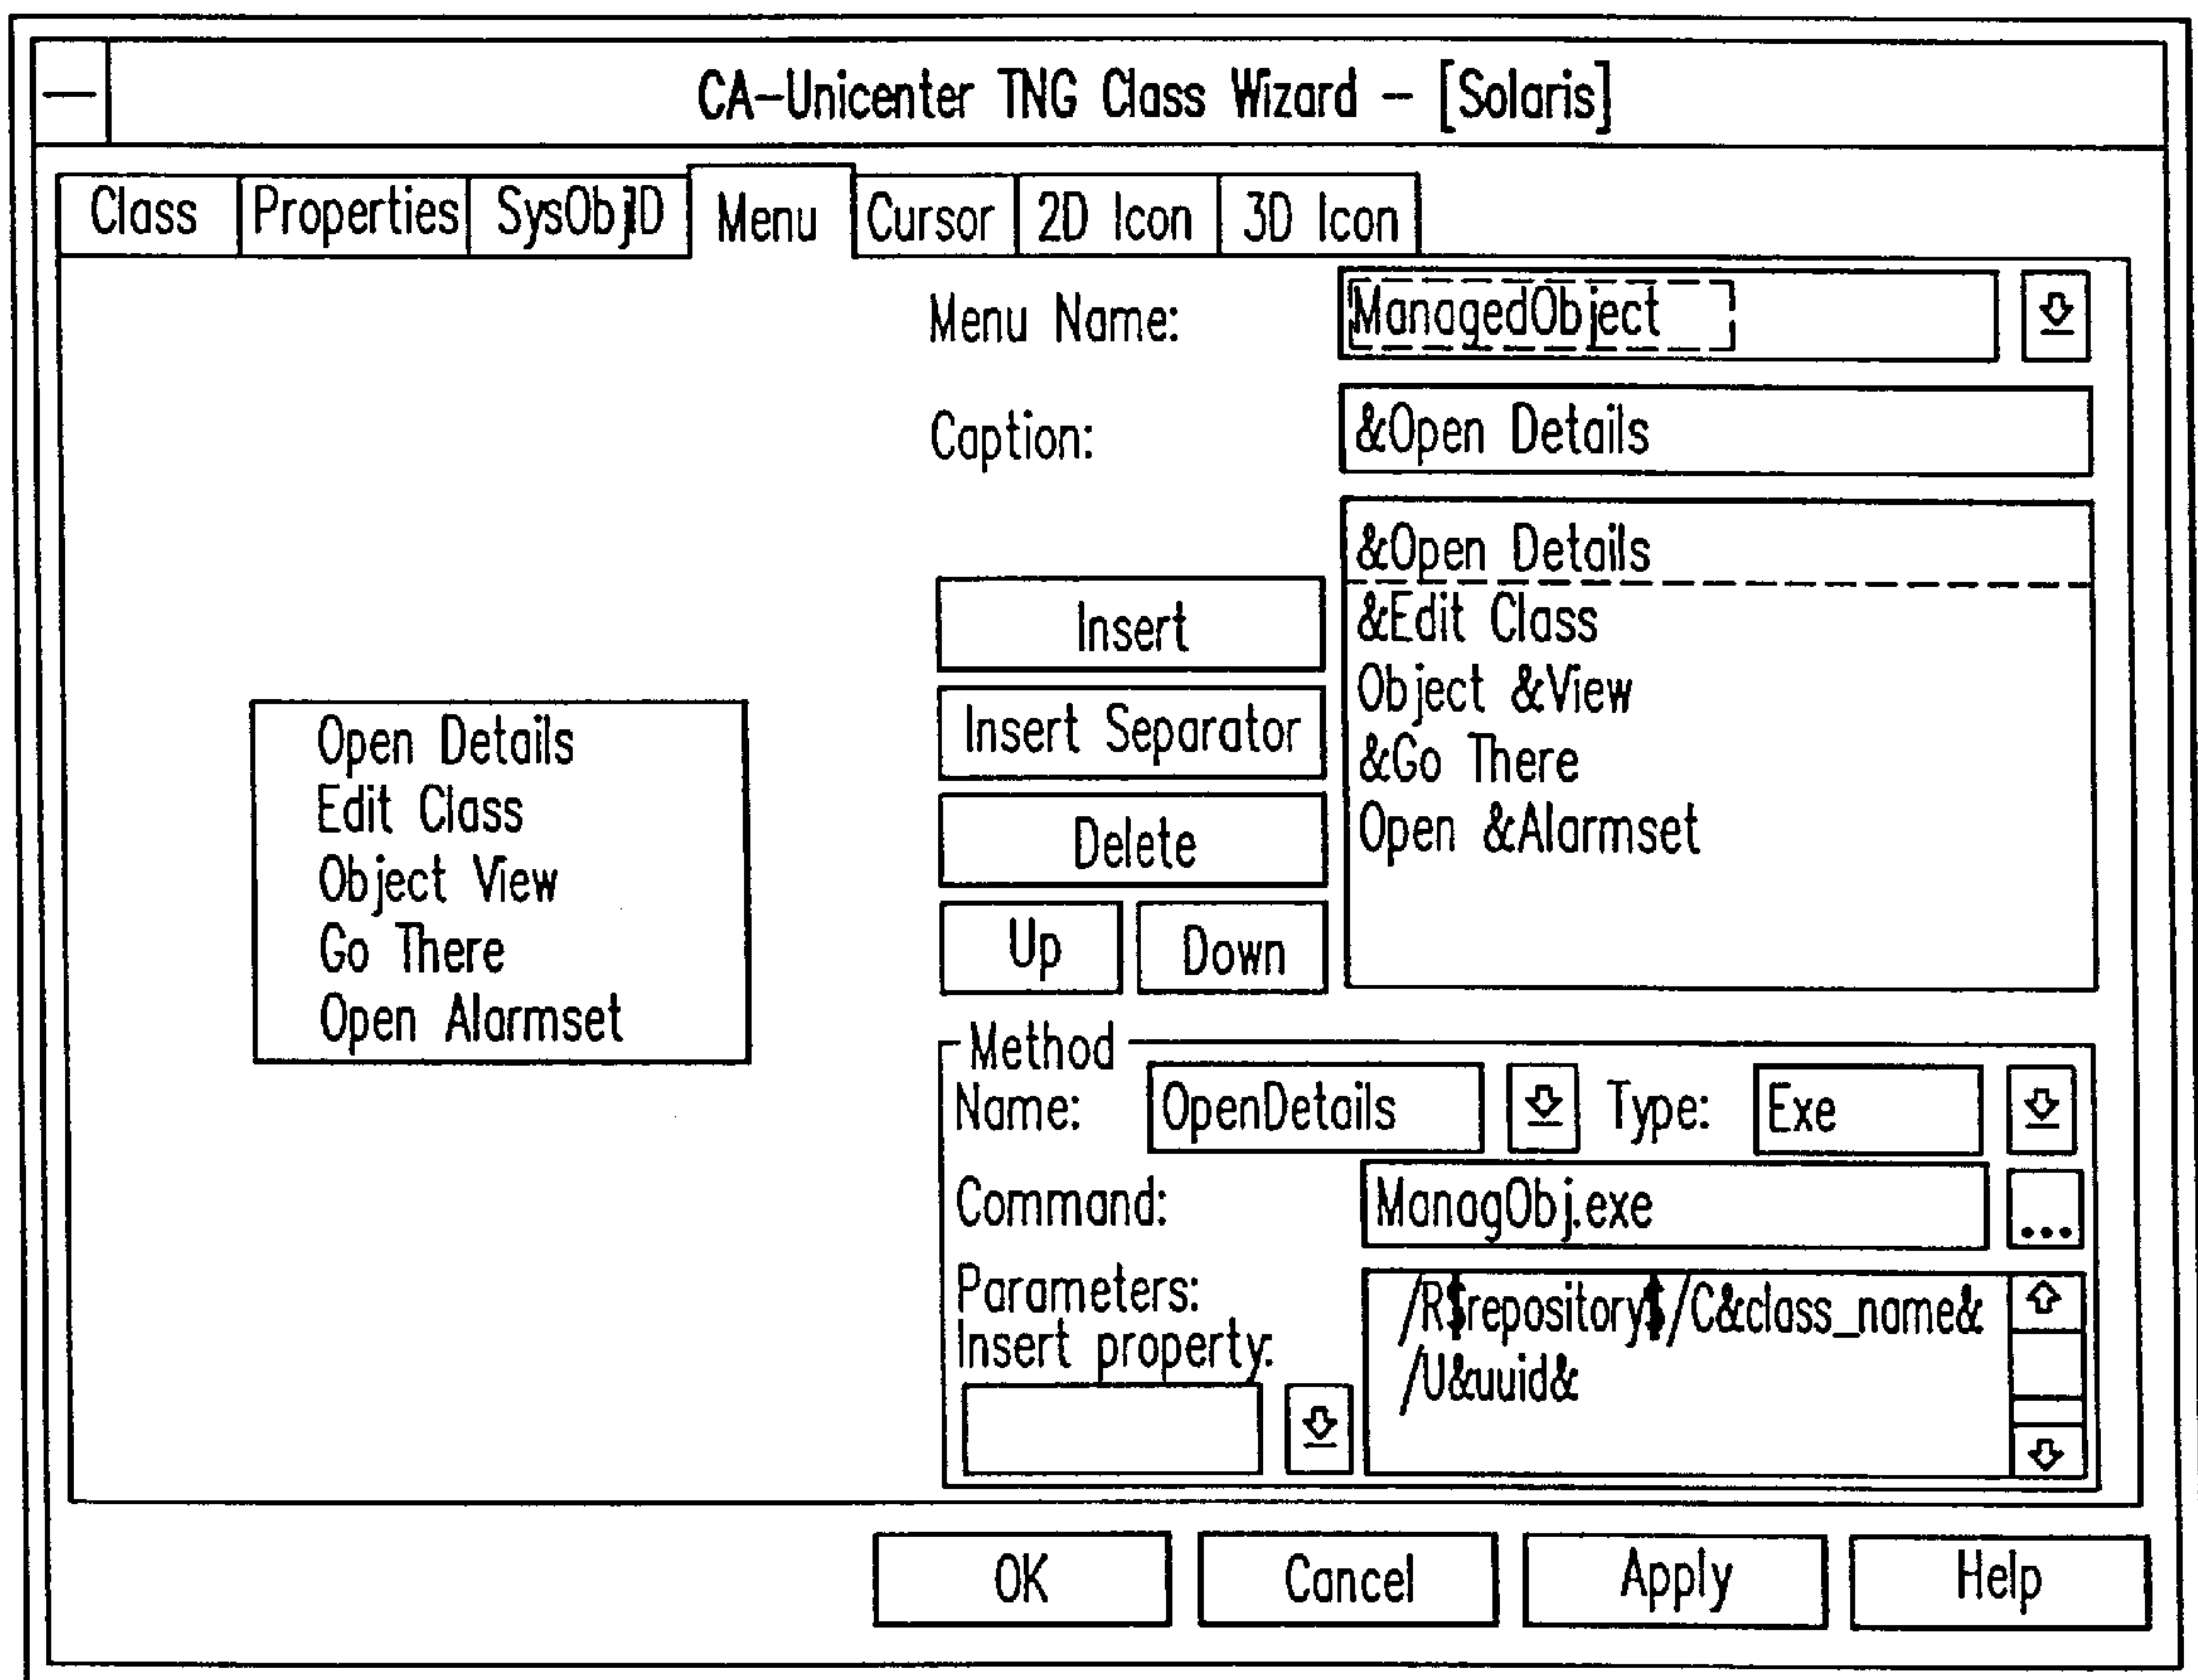 CA-Unicenter TNG Class Wizard - [Solaris]
Class Properties SysObjID Menu Cursor 2D Icon 3D Icon
Menu Name: ManagedObject
Caption: &Open Details
&Open Details
&Edit Class
Object &View
&Go There
Open &Alarmset
Insert
Insert Separator
Delete
Up Down
Open Details
Edit Class
Object View
Go There
Open Alarmset
Method
Name: OpenDetails Type: Exe
Command: ManagObj.exe ...
Parameters:
/R$repository$/C&class_name&
/U&uuid&
Insert property:
OK Cancel Apply Help